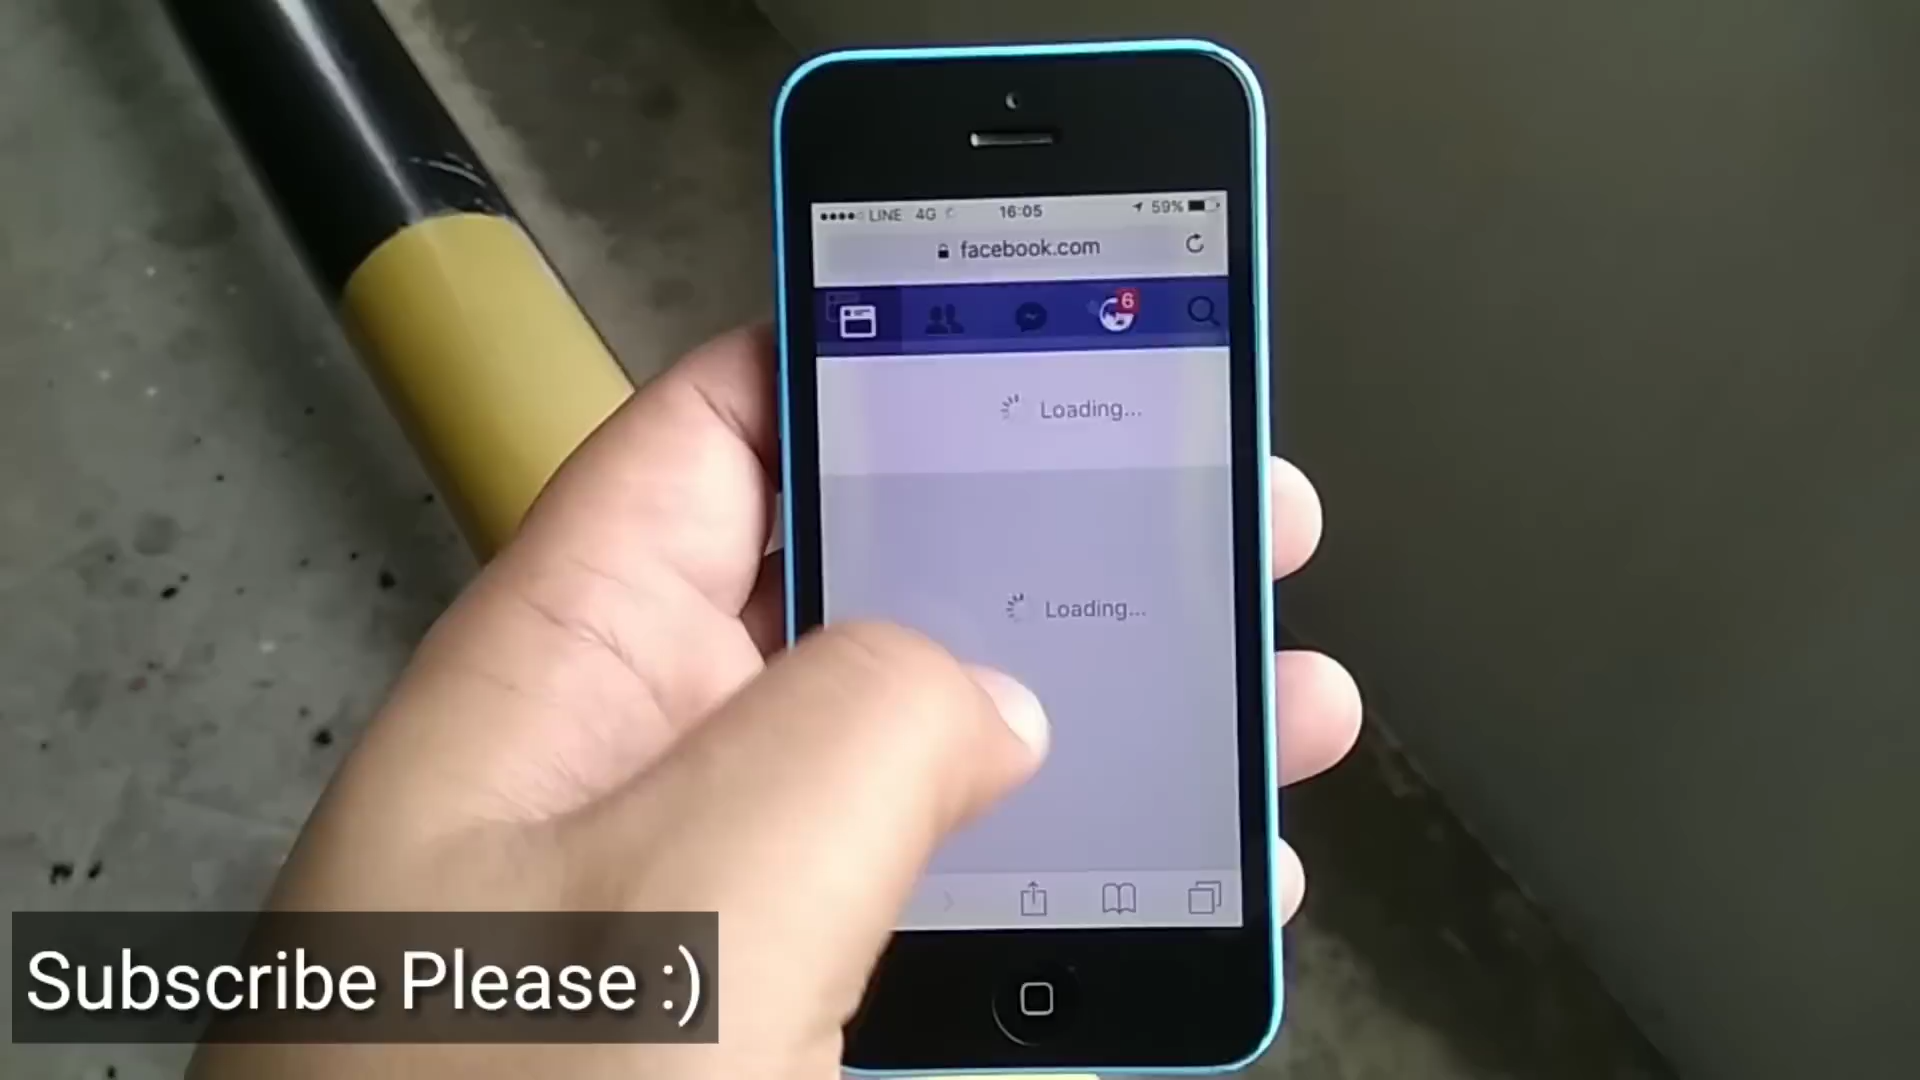 LINE 4G 16:05 59%
facebook.com
6
Loading...
Loading...
Subscribe Please :)